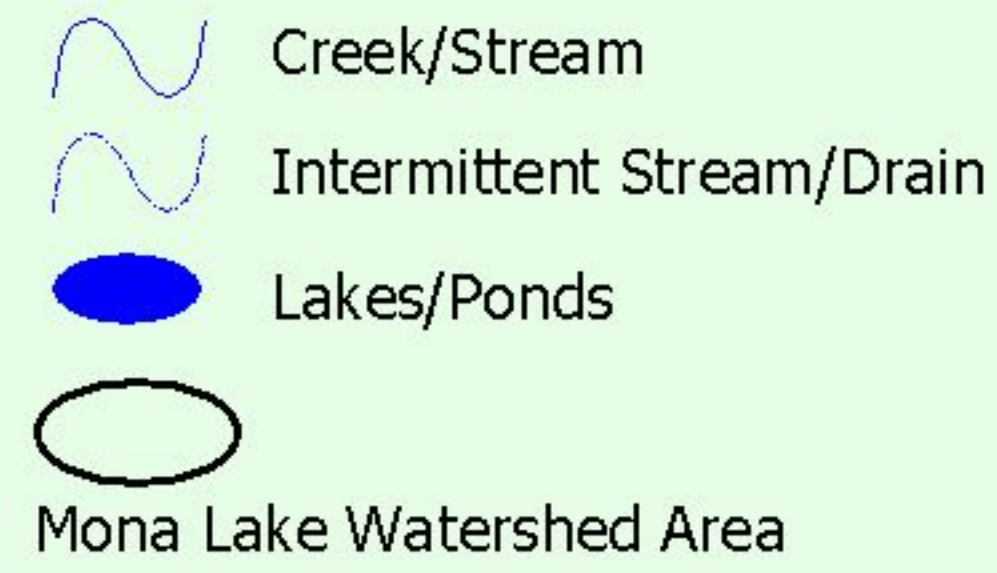 Creek/Stream
Intermittent Stream/Drain
Lakes/Ponds
Mona Lake Watershed Area